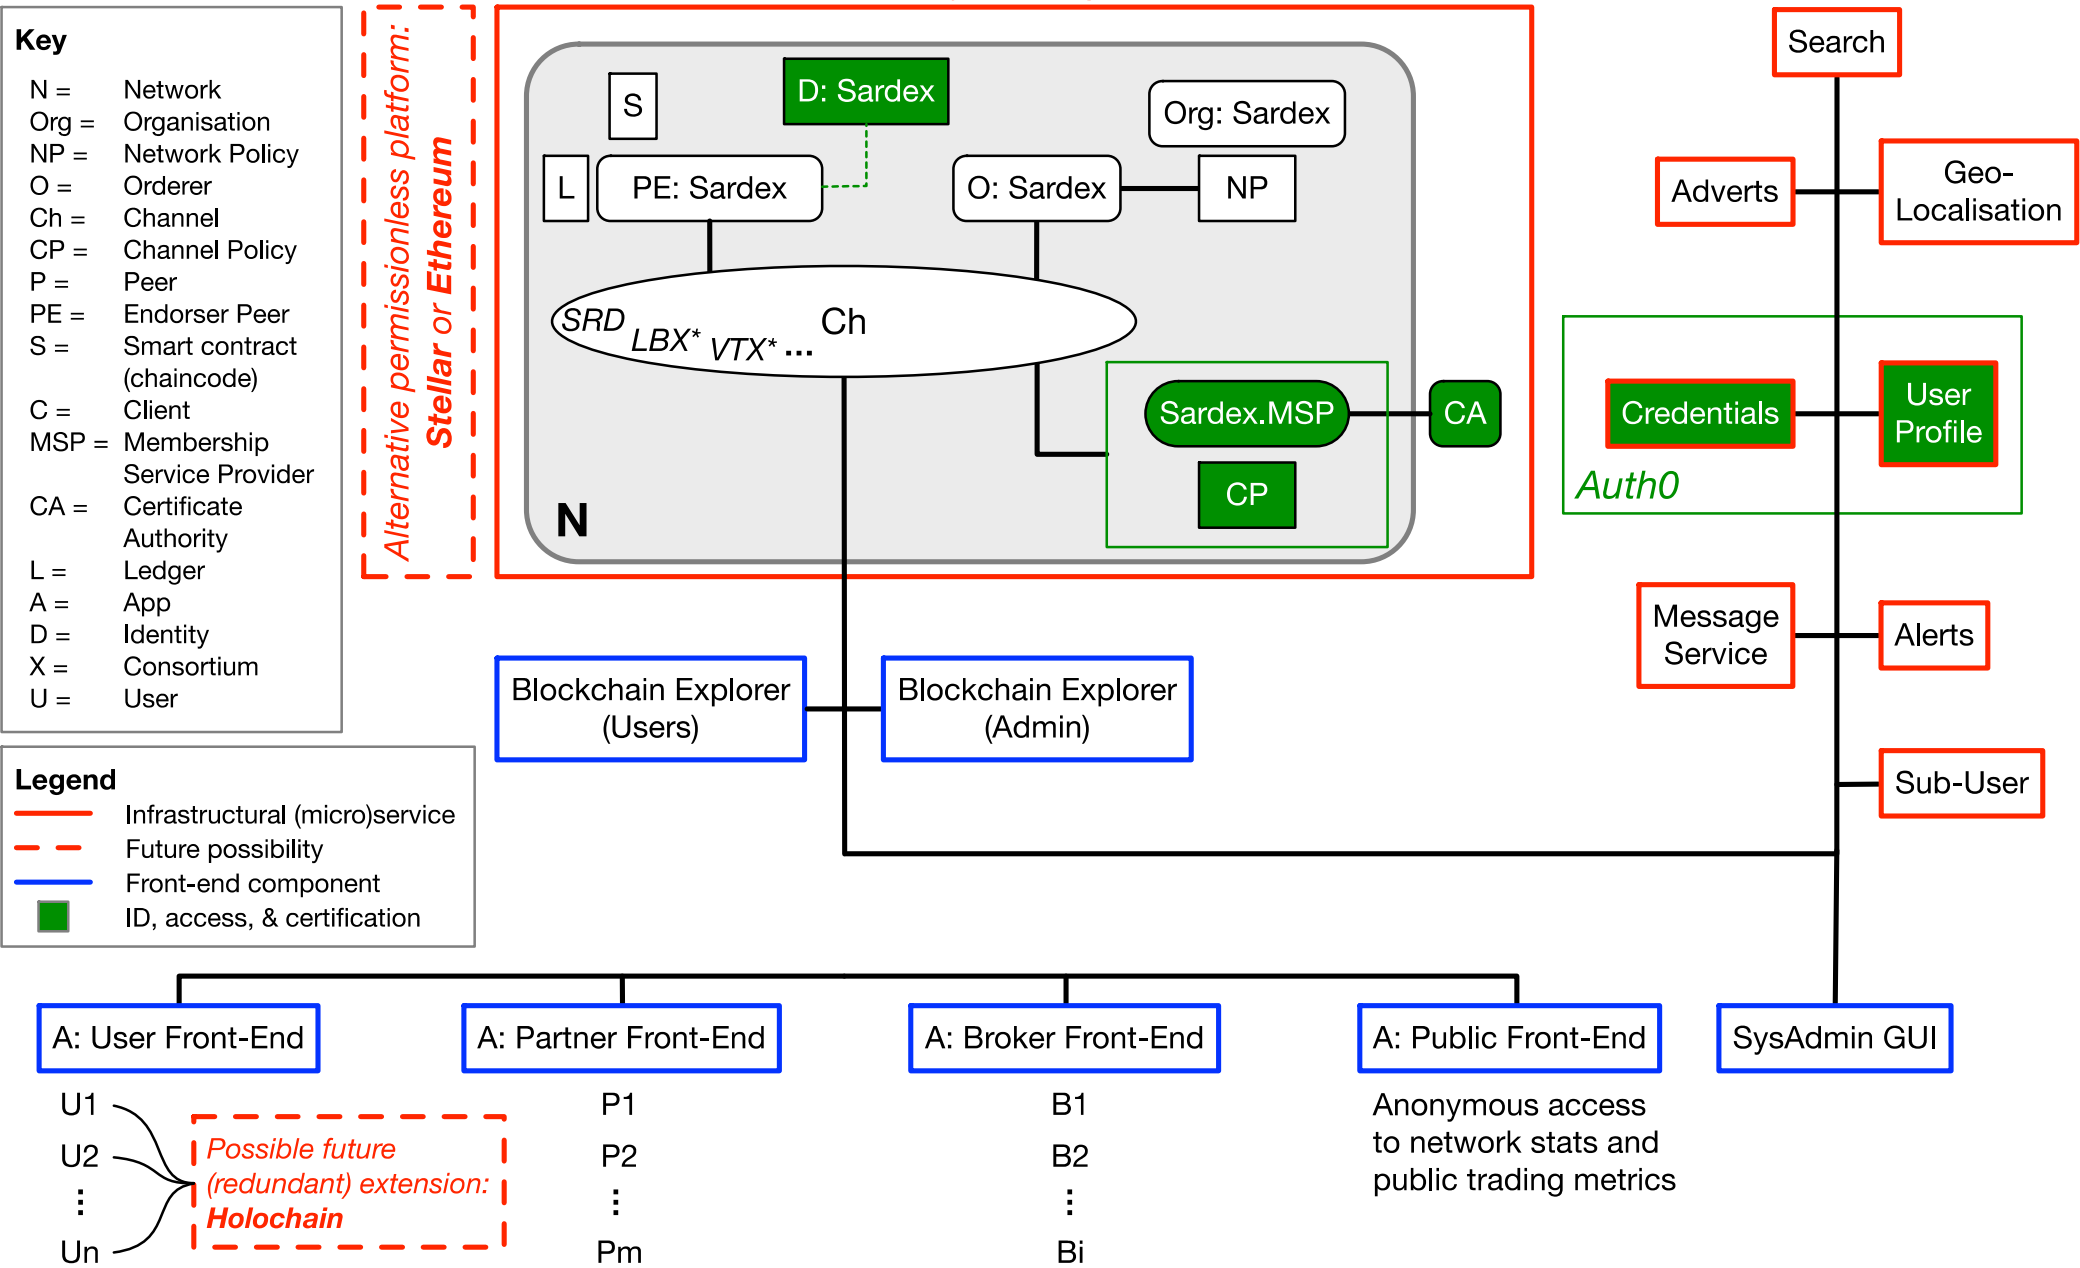 Key
N = Network
Org = Organisation
NP = Network Policy
O = Orderer
Ch = Channel
CP = Channel Policy
P = Peer
PE = Endorser Peer
S = Smart contract
(chaincode)
C = Client
MSP = Membership
Service Provider
CA = Certificate
Authority
L = Ledger
A = App
D = Identity
X = Consortium
U = User
Legend
Infrastructural (micro)service
Future possibility
Front-end component
ID, access, & certification
Alternative permissionless platform:
Stellar or Ethereum
S
D: Sardex
Org: Sardex
L
PE: Sardex
O: Sardex
NP
SRD
LBX*
VTX*
...
Ch
Sardex.MSP
CA
CP
N
Blockchain Explorer
(Users)
Blockchain Explorer
(Admin)
Search
Adverts
Geo-
Localisation
Credentials
User
Profile
Auth0
Message
Service
Alerts
Sub-User
A: User Front-End
A: Partner Front-End
A: Broker Front-End
A: Public Front-End
SysAdmin GUI
U1
U2
⋮
Un
Possible future
(redundant) extension:
Holochain
P1
P2
⋮
Pm
B1
B2
⋮
Bi
Anonymous access
to network stats and
public trading metrics